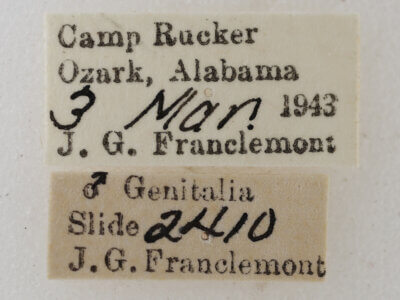 Camp Rucker
Ozark, Alabama
3 Mar. 1943
J. G. Franclemont
♂ Genitalia
Slide 2410
J. G. Franclemont